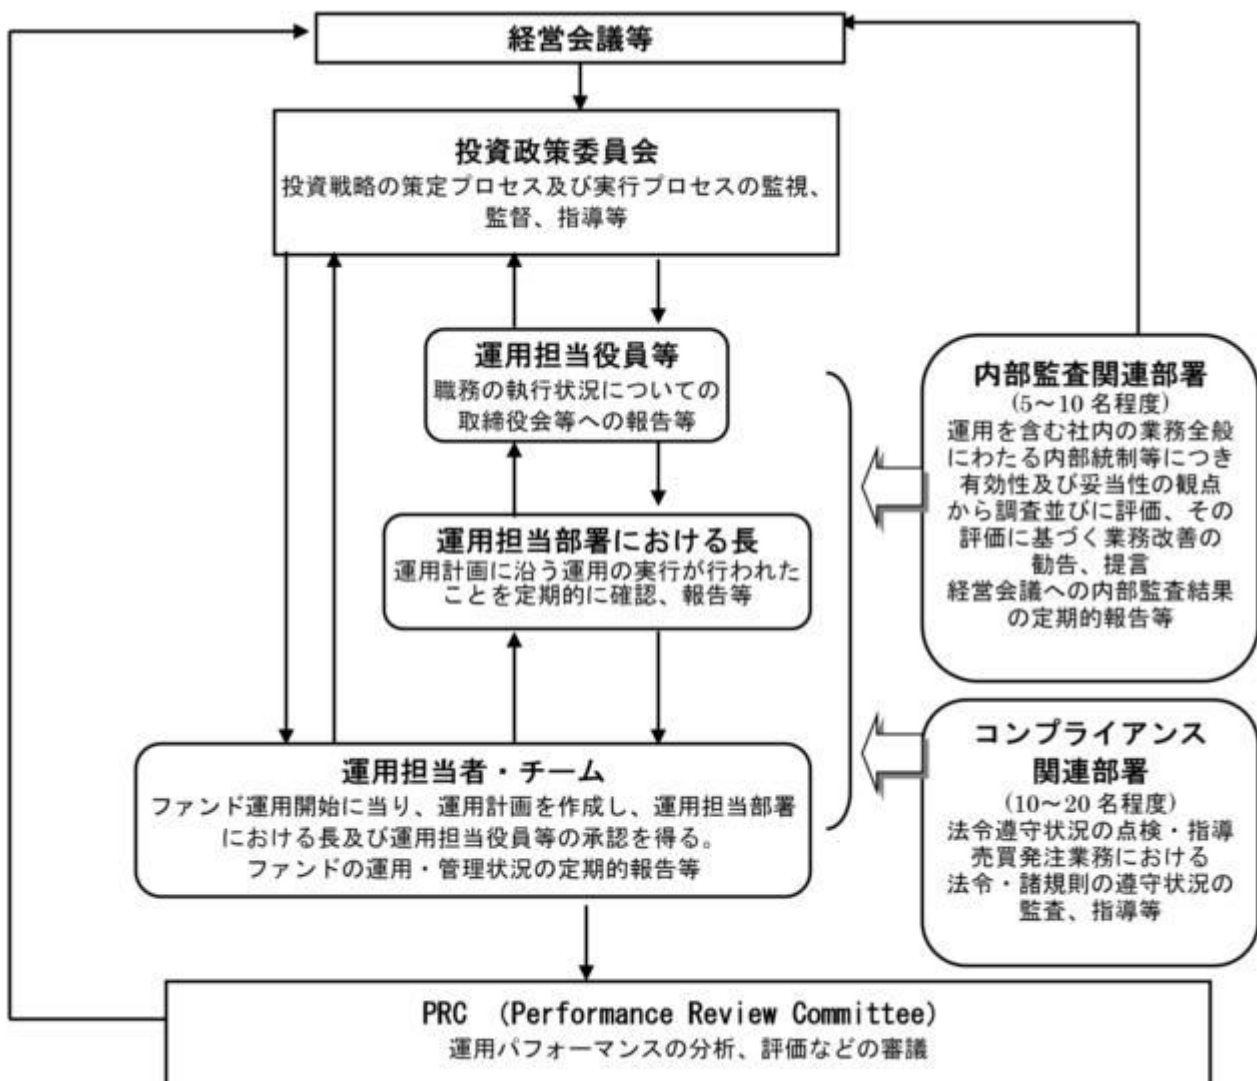 経営会議等
投資政策委員会
投資戦略の策定プロセス及び実行プロセスの監視、
監督、指導等
運用担当役員等
職務の執行状況についての
取締役会等への報告等
運用担当部署における長
運用計画に沿う運用の実行が行われた
ことを定期的に確認、報告等
運用担当者・チーム
ファンド運用開始に当り、運用計画を作成し、運用担当部署
における長及び運用担当役員等の承認を得る。
ファンドの運用・管理状況の定期的報告等
内部監査関連部署
(5～10 名程度)
運用を含む社内の業務全般
にわたる内部統制等につき
有効性及び妥当性の観点
から調査並びに評価、その
評価に基づく業務改善の
勧告、提言
経営会議への内部監査結果
の定期的報告等
コンプライアンス
関連部署
(10～20 名程度)
法令遵守状況の点検・指導
売買発注業務における
法令・諸規則の遵守状況の
監査、指導等
PRC （Performance Review Committee）
運用パフォーマンスの分析、評価などの審議